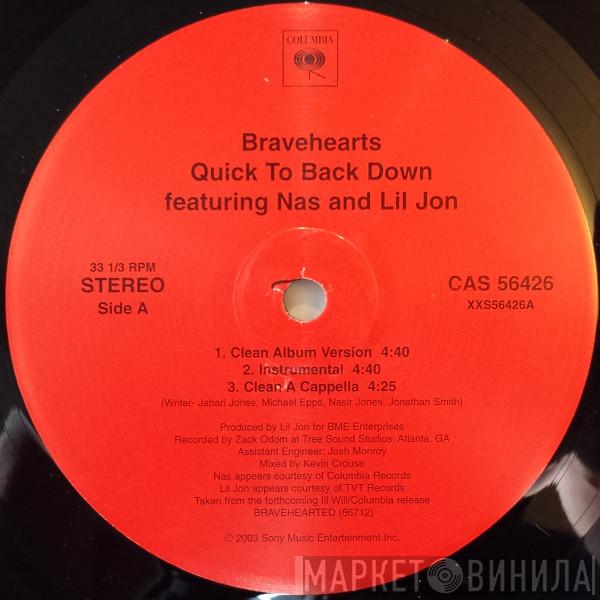 COLUMBIA
Bravehearts
Quick To Back Down
featuring Nas and Lil Jon
33 1/3 RPM
STEREO
Side A
CAS 56426
XXS56426A
1. Clean Album Version 4:40
2. Instrumental 4:40
3. Clean A Cappella 4:25
(Writer- Jabari Jones, Michael Epps, Nasir Jones, Jonathan Smith)
Produced by Lil Jon for BME Enterprises
Recorded by Zack Odom at Tree Sound Studios, Atlanta, GA
Assistant Engineer: Josh Monroy
Mixed by Kevin Crouse
Nas appears courtesy of Columbia Records
Lil Jon appears courtesy of TVT Records
Taken from the forthcoming Ill Will/Columbia release
BRAVEHEARTED (86712)
© 2003 Sony Music Entertainment Inc.
МАРКЕТ ВИНИЛА